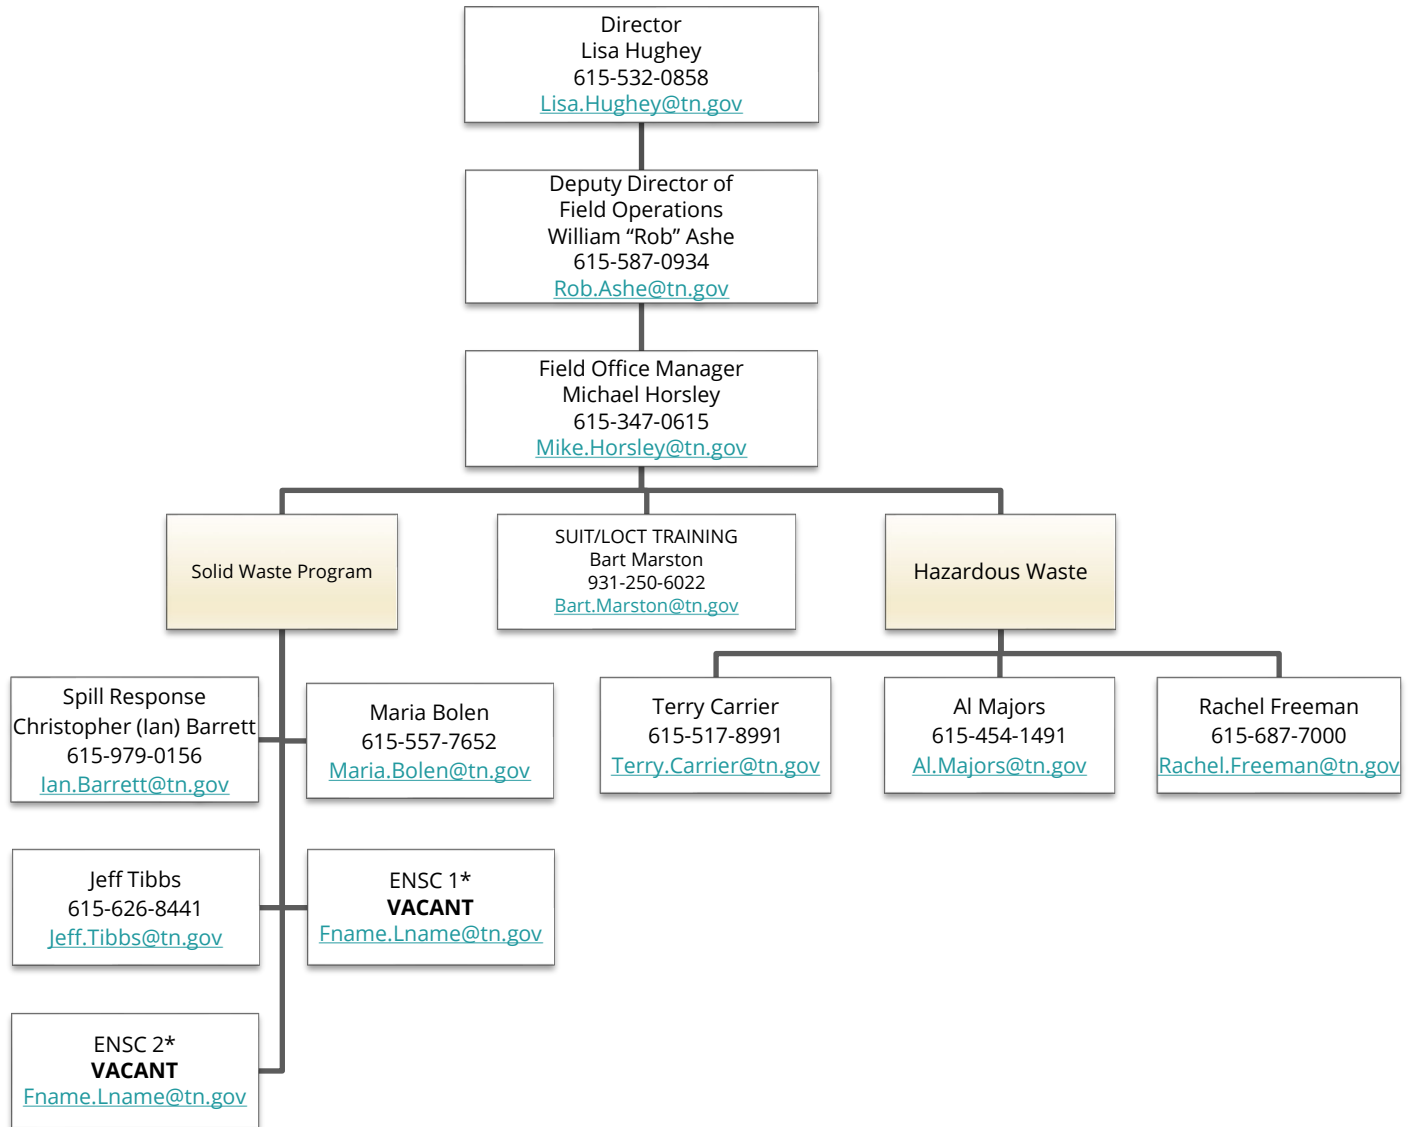 Director
Lisa Hughey
615-532-0858
Lisa.Hughey@tn.gov
Deputy Director of
Field Operations
William “Rob” Ashe
615-587-0934
Rob.Ashe@tn.gov
Field Office Manager
Michael Horsley
615-347-0615
Mike.Horsley@tn.gov
Solid Waste Program
SUIT/LOCT TRAINING
Bart Marston
931-250-6022
Bart.Marston@tn.gov
Hazardous Waste
Spill Response
Christopher (Ian) Barrett
615-979-0156
Ian.Barrett@tn.gov
Maria Bolen
615-557-7652
Maria.Bolen@tn.gov
Terry Carrier
615-517-8991
Terry.Carrier@tn.gov
Al Majors
615-454-1491
Al.Majors@tn.gov
Rachel Freeman
615-687-7000
Rachel.Freeman@tn.gov
Jeff Tibbs
615-626-8441
Jeff.Tibbs@tn.gov
ENSC 1*
VACANT
Fname.Lname@tn.gov
ENSC 2*
VACANT
Fname.Lname@tn.gov